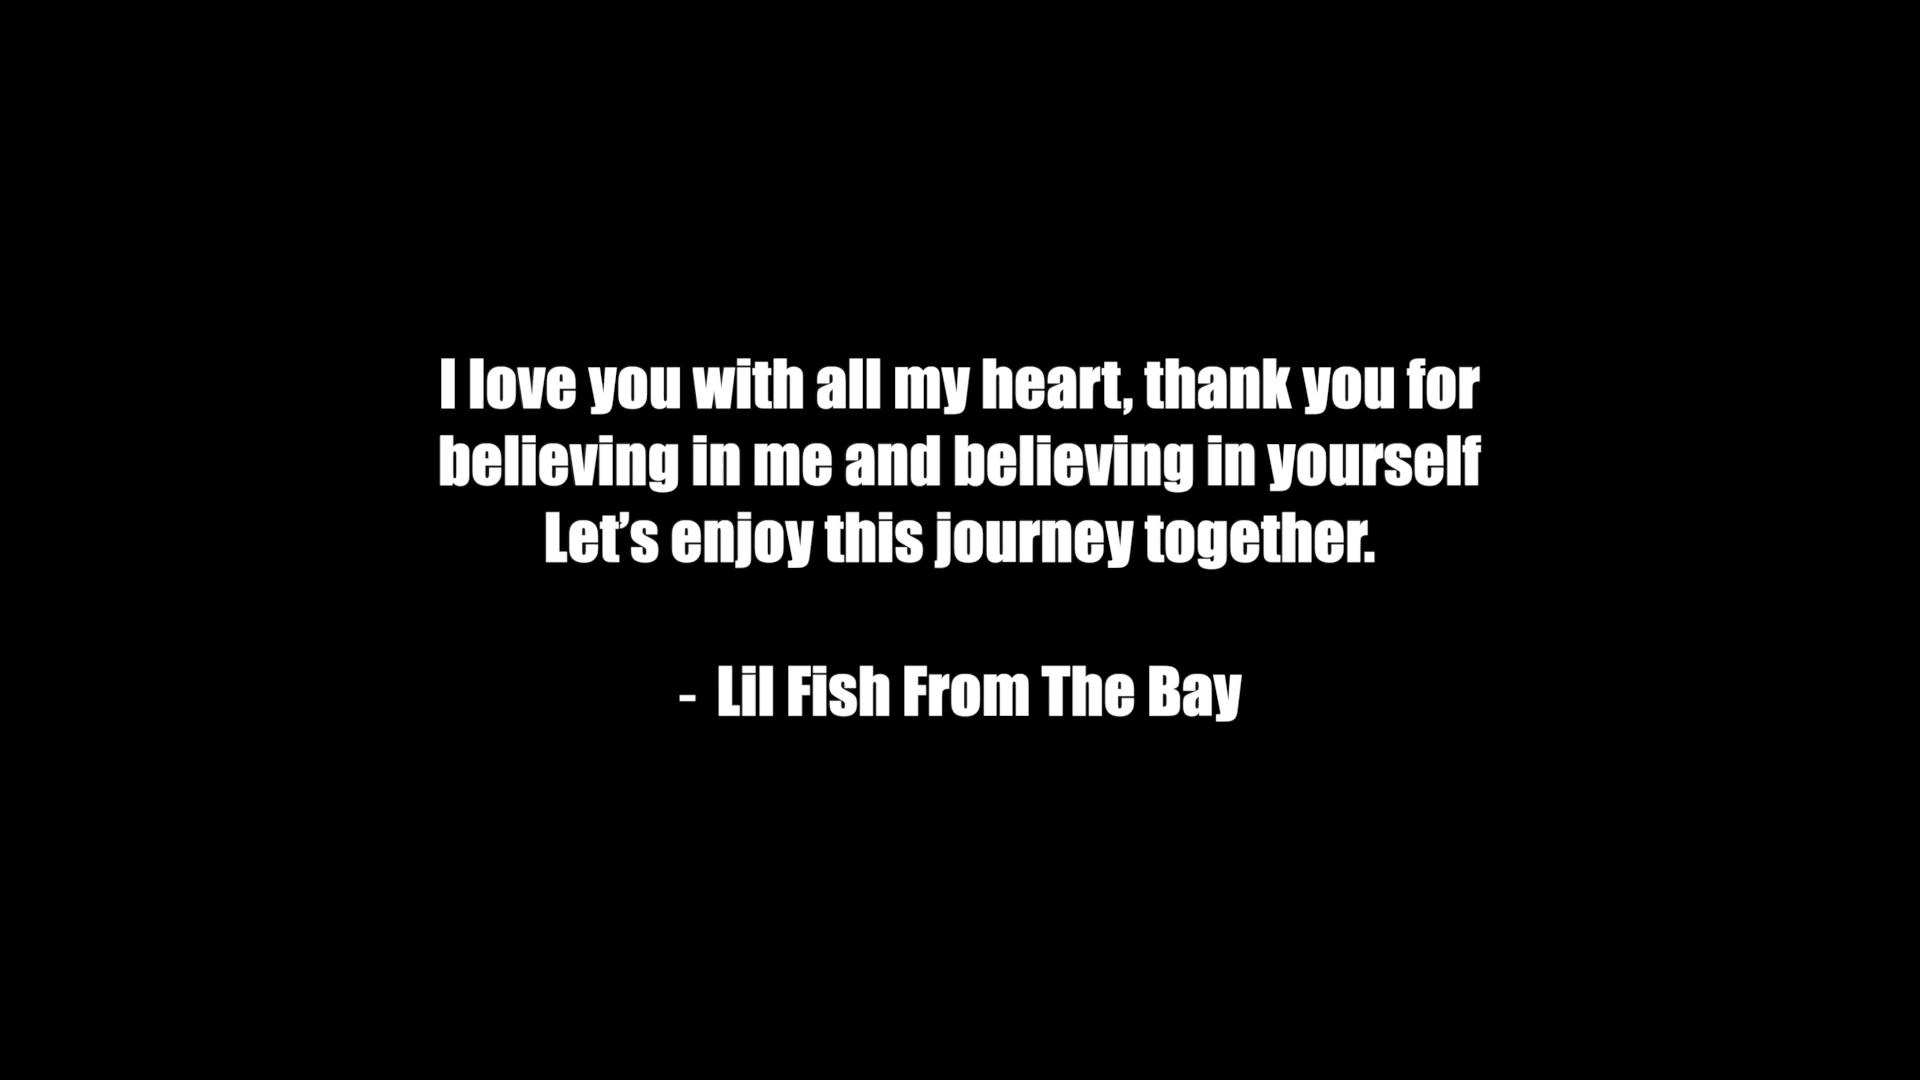 I love you with all my heart, thank you for
believing in me and believing in yourself
Let’s enjoy this journey together.
- Lil Fish From The Bay